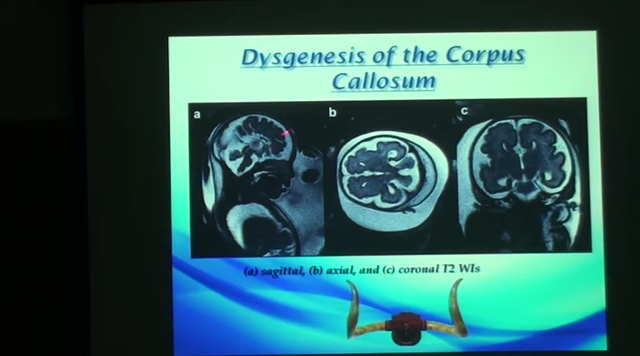 Dysgenesis of the Corpus
Callosum
a
b
c
(a) sagittal, (b) axial, and (c) coronal T2 WIs